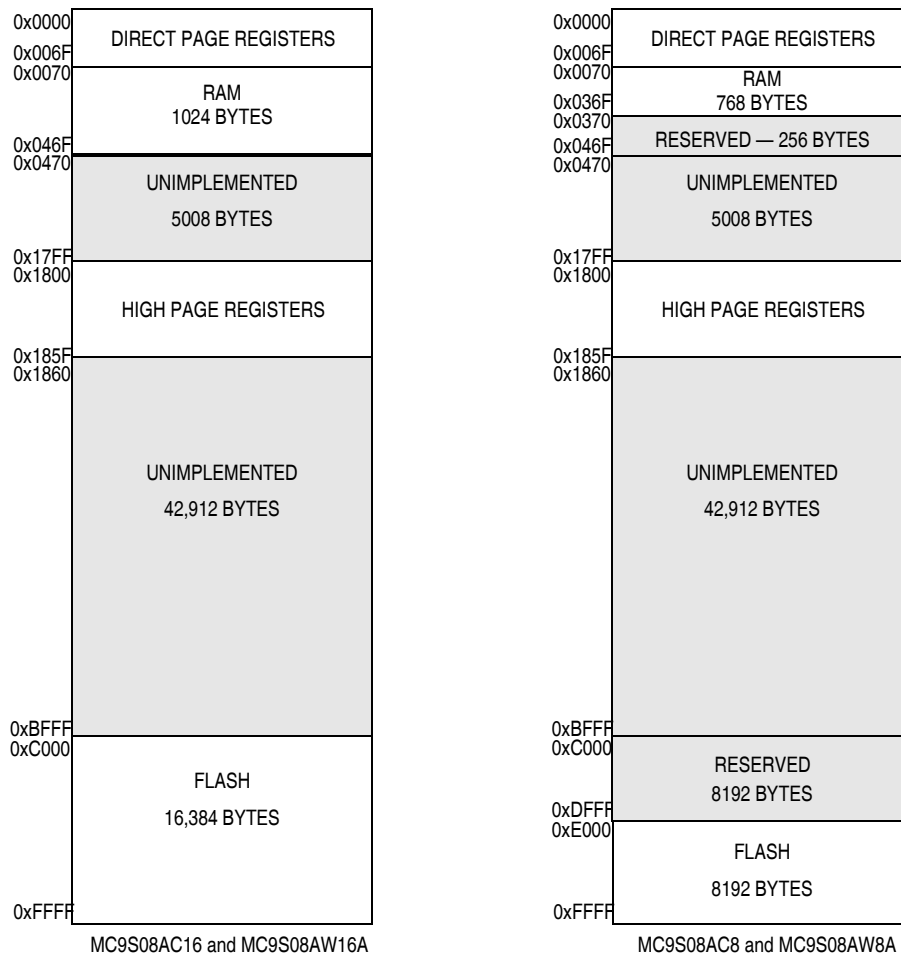 0x0000
DIRECT PAGE REGISTERS
0x006F
0x0070
RAM
1024 BYTES
0x046F
0x0470
UNIMPLEMENTED
5008 BYTES
0x17FF
0x1800
HIGH PAGE REGISTERS
0x185F
0x1860
UNIMPLEMENTED
42,912 BYTES
0xBFFF
0xC000
FLASH
16,384 BYTES
0xFFFF
MC9S08AC16 and MC9S08AW16A
0x0000
DIRECT PAGE REGISTERS
0x006F
0x0070
RAM
768 BYTES
0x036F
0x0370
RESERVED — 256 BYTES
0x046F
0x0470
UNIMPLEMENTED
5008 BYTES
0x17FF
0x1800
HIGH PAGE REGISTERS
0x185F
0x1860
UNIMPLEMENTED
42,912 BYTES
0xBFFF
0xC000
RESERVED
8192 BYTES
0xDFFF
0xE000
FLASH
8192 BYTES
0xFFFF
MC9S08AC8 and MC9S08AW8A